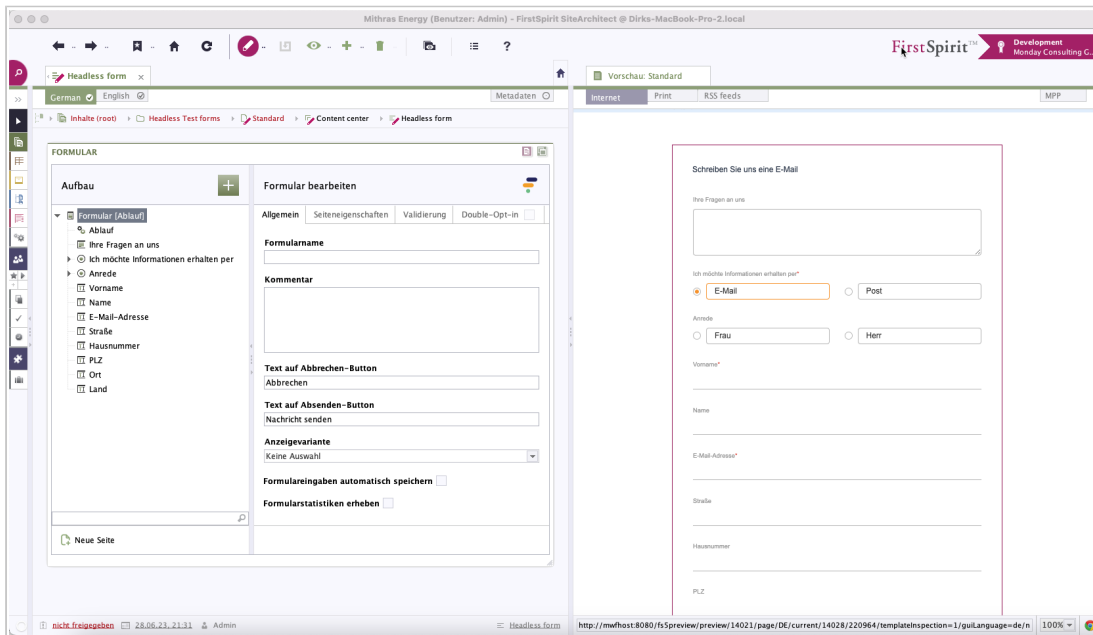 Mithras Energy (Benutzer: Admin) – FirstSpirit SiteArchitect @ Dirks-MacBook-Pro-2.local
FirstSpirit™
Development
Monday Consulting G..
Headless form x
German English Metadaten
Inhalte (root) Headless Test forms Standard Content center Headless form
FORMULAR
Aufbau
Formular [Ablauf]
Ablauf
Ihre Fragen an uns
Ich möchte Informationen erhalten per
Anrede
Vorname
Name
E-Mail-Adresse
Straße
Hausnummer
PLZ
Ort
Land
Neue Seite
Formular bearbeiten
Allgemein Seiteneigenschaften Validierung Double-Opt-in
Formularname
Kommentar
Text auf Abbrechen-Button
Abbrechen
Text auf Absenden-Button
Nachricht senden
Anzeigevariante
Keine Auswahl
Formulareingaben automatisch speichern
Formularstatistiken erheben
nicht freigegeben 28.06.23, 21:31 Admin Headless form
Vorschau: Standard
Internet Print RSS feeds MPP
Schreiben Sie uns eine E-Mail
Ihre Fragen an uns
Ich möchte Informationen erhalten per*
E-Mail Post
Anrede
Frau Herr
Vorname*
Name
E-Mail-Adresse*
Straße
Hausnummer
PLZ
http://mwfhost:8080/fs5preview/preview/14021/page/DE/current/14028/220964/templateInspection=1/guiLanguage=de/n 100%